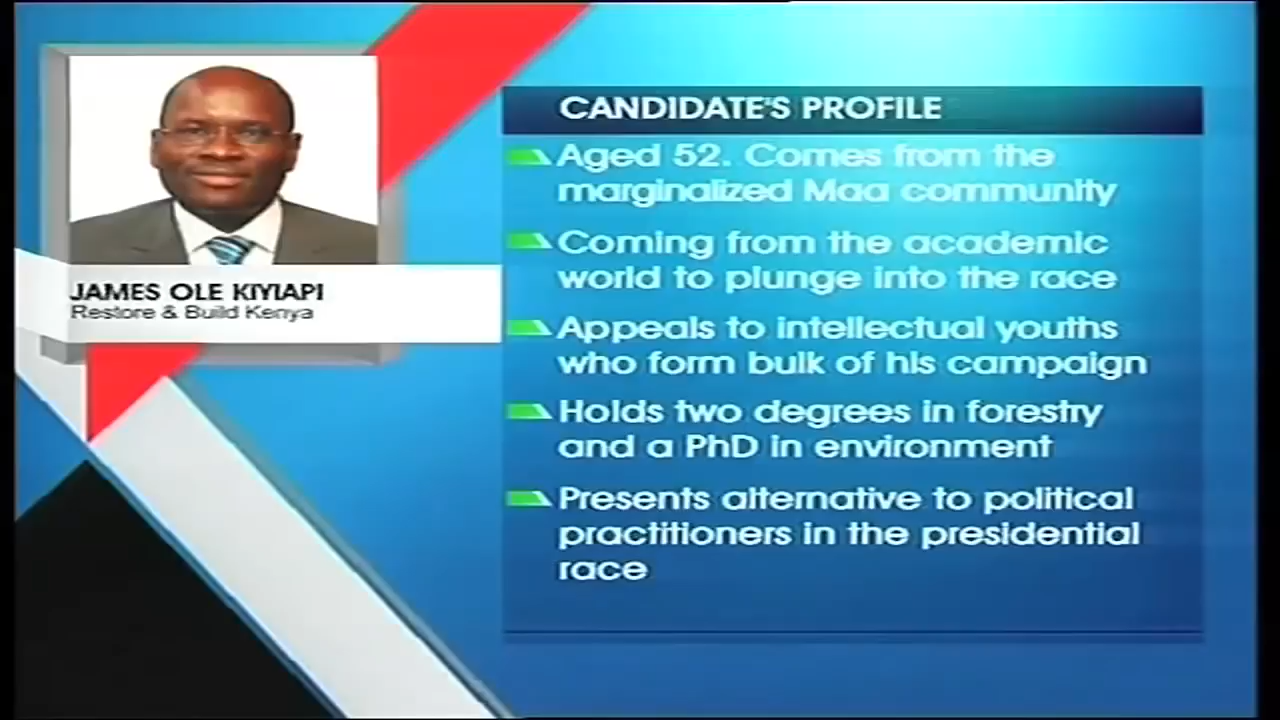 JAMES OLE KIYIAPI
Restore & Build Kenya
CANDIDATE'S PROFILE
Aged 52. Comes from the
marginalized Maa community
Coming from the academic
world to plunge into the race
Appeals to intellectual youths
who form bulk of his campaign
Holds two degrees in forestry
and a PhD in environment
Presents alternative to political
practitioners in the presidential
race